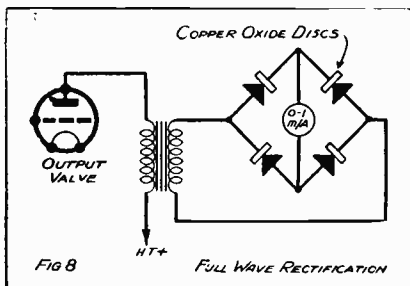 COPPER OXIDE DISCS
0-1
m/A
OUTPUT
VALVE
HT+
FIG 8
FULL WAVE RECTIFICATION